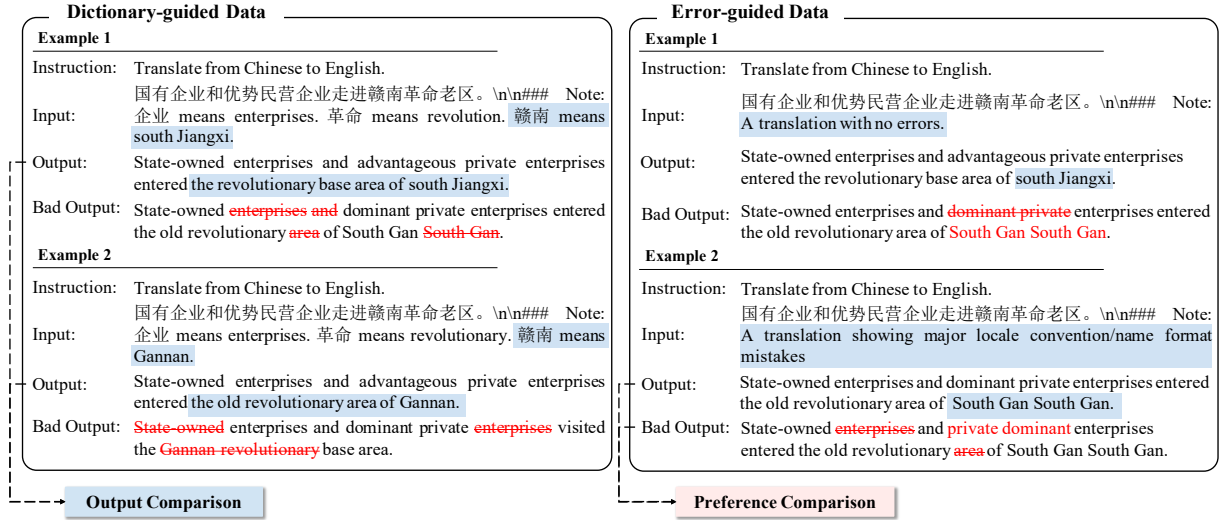 Dictionary-guided Data
Example 1
Instruction: Translate from Chinese to English.
Input: 国有企业和优势民营企业走进赣南革命老区。\n\n### Note:
企业 means enterprises. 革命 means revolution. 赣南 means
south Jiangxi.
Output: State-owned enterprises and advantageous private enterprises
entered the revolutionary base area of south Jiangxi.
Bad Output: State-owned enterprises and dominant private enterprises entered
the old revolutionary area of South Gan South Gan.
Example 2
Instruction: Translate from Chinese to English.
Input: 国有企业和优势民营企业走进赣南革命老区。\n\n### Note:
企业 means enterprises. 革命 means revolutionary. 赣南 means
Gannan.
Output: State-owned enterprises and advantageous private enterprises
entered the old revolutionary area of Gannan.
Bad Output: State-owned enterprises and dominant private enterprises visited
the Gannan revolutionary base area.
Output Comparison
Error-guided Data
Example 1
Instruction: Translate from Chinese to English.
Input: 国有企业和优势民营企业走进赣南革命老区。\n\n### Note:
A translation with no errors.
Output: State-owned enterprises and advantageous private enterprises
entered the revolutionary base area of south Jiangxi.
Bad Output: State-owned enterprises and dominant private enterprises entered
the old revolutionary area of South Gan South Gan.
Example 2
Instruction: Translate from Chinese to English.
Input: 国有企业和优势民营企业走进赣南革命老区。\n\n### Note:
A translation showing major locale convention/name format
mistakes
Output: State-owned enterprises and dominant private enterprises entered
the old revolutionary area of South Gan South Gan.
Bad Output: State-owned enterprises and private dominant enterprises
entered the old revolutionary area of South Gan South Gan.
Preference Comparison